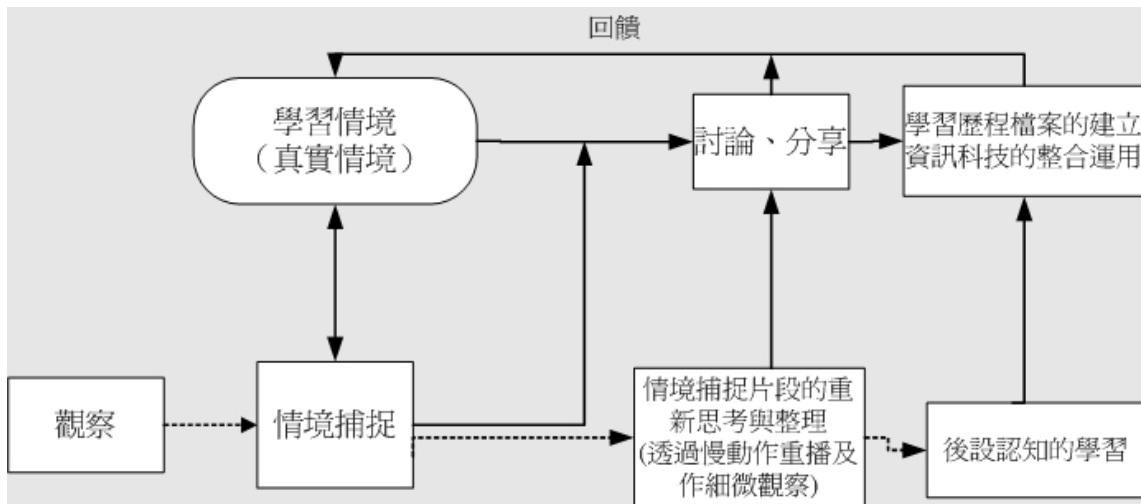 回饋
學習情境
（真實情境）
討論、分享
學習歷程檔案的建立
資訊科技的整合運用
觀察
情境捕捉
情境捕捉片段的重
新思考與整理
(透過慢動作重播及
作細微觀察)
後設認知的學習